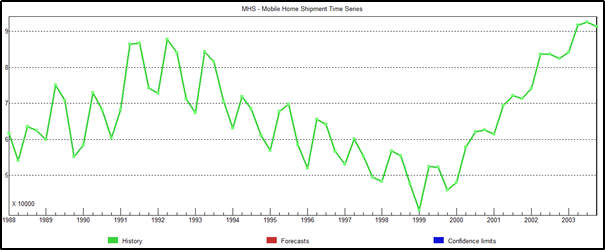 MHS - Mobile Home Shipment Time Series
9
8
7
6
5
X 10000
1988 1989 1990 1991 1992 1993 1994 1995 1996 1997 1998 1999 2000 2001 2002 2003
History Forecasts Confidence limits